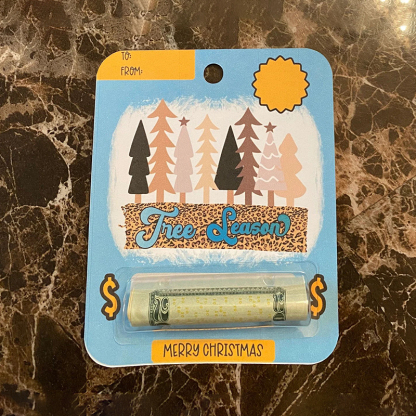 TO:
FROM:
Tree Season
$ $
MERRY CHRISTMAS